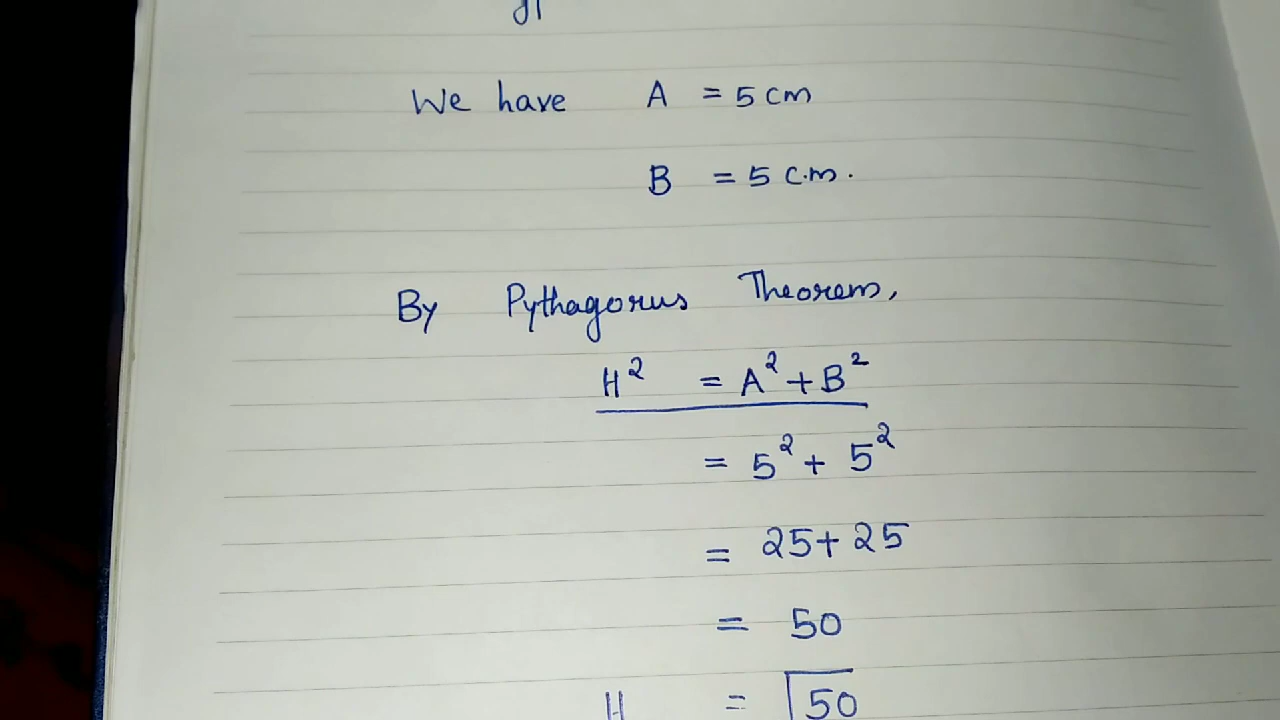 We have A = 5 cm
B = 5 c.m.
By Pythagorus Theorem,
H² = A² + B²
= 5² + 5²
= 25 + 25
= 50
H = √50